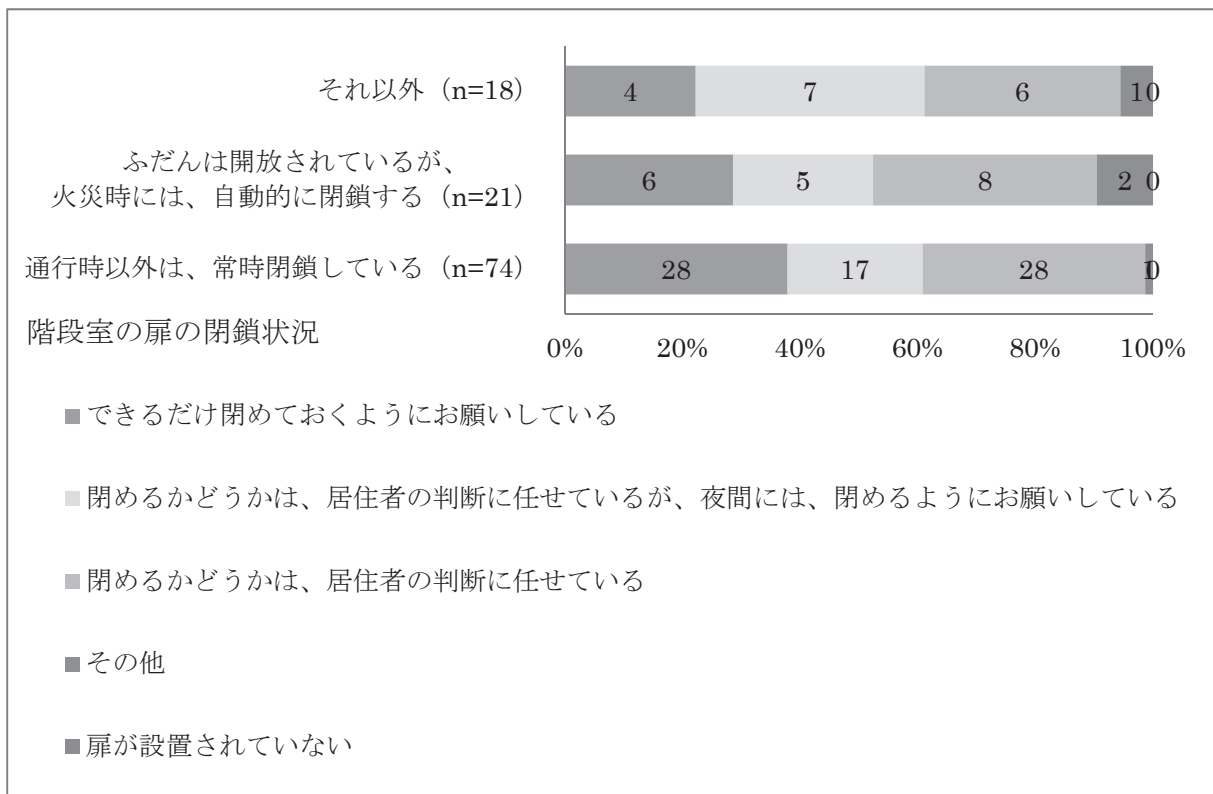 それ以外（n=18）
4 7 6 1 0
ふだんは開放されているが、
火災時には、自動的に閉鎖する（n=21）
6 5 8 2 0
通行時以外は、常時閉鎖している（n=74）
28 17 28 1 0
階段室の扉の閉鎖状況
0% 20% 40% 60% 80% 100%
できるだけ閉めておくようにお願いしている
閉めるかどうかは、居住者の判断に任せているが、夜間には、閉めるようにお願いしている
閉めるかどうかは、居住者の判断に任せている
その他
扉が設置されていない